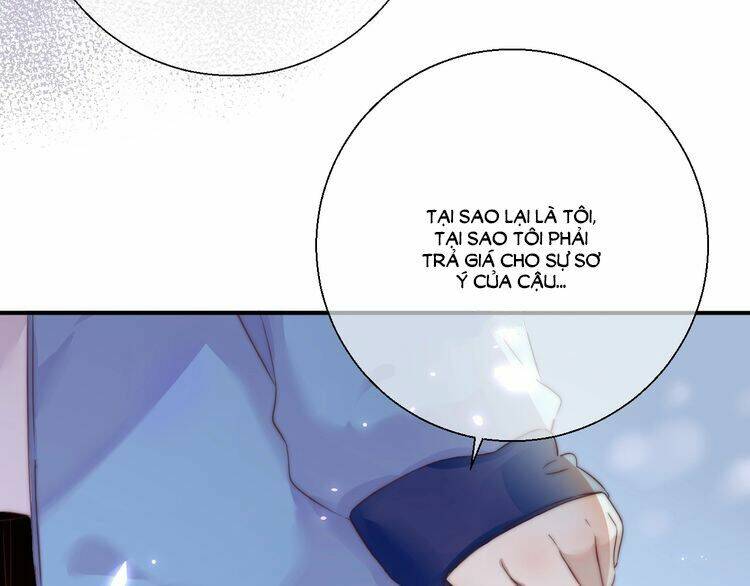 TẠI SAO LẠI LÀ TÔI,
TẠI SAO TÔI PHẢI
TRẢ GIÁ CHO SỰ SƠ
Ý CỦA CẬU...